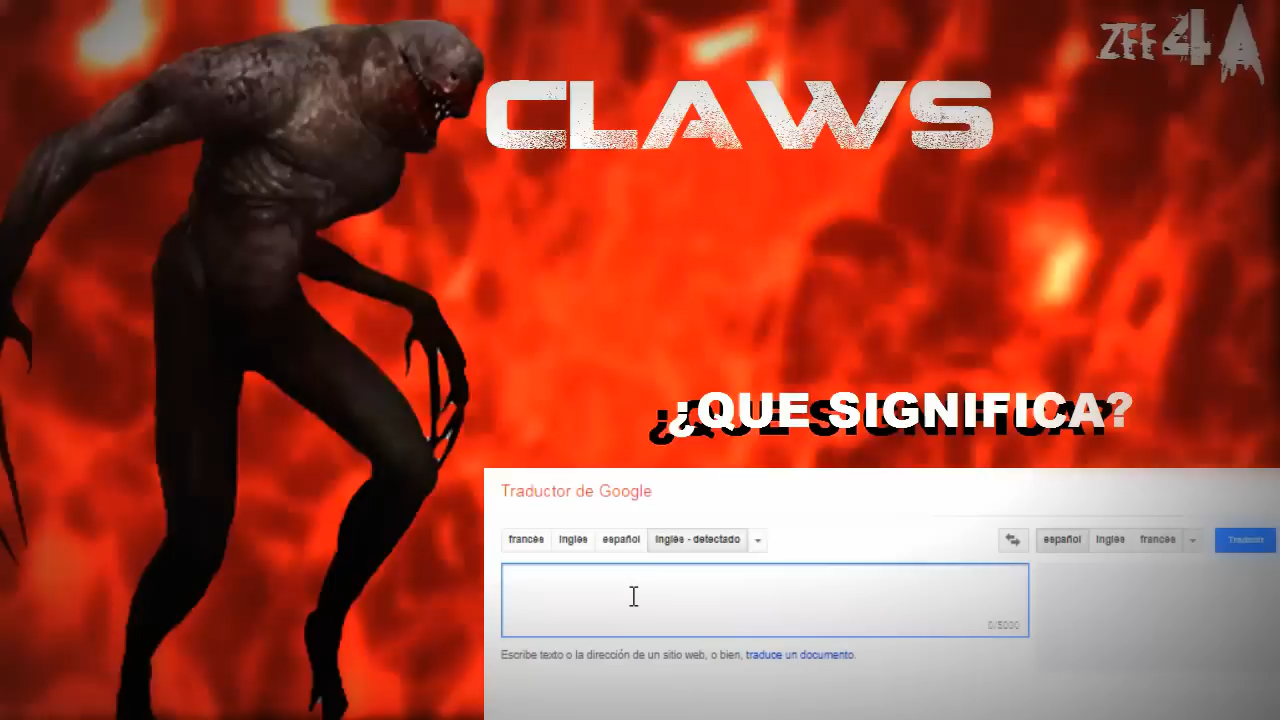 ZEE4A
CLAWS
¿QUE SIGNIFICA?
Traductor de Google
francés inglés español inglés - detectado
español inglés francés Traducir
0/5000
Escribe texto o la dirección de un sitio web, o bien, traduce un documento.